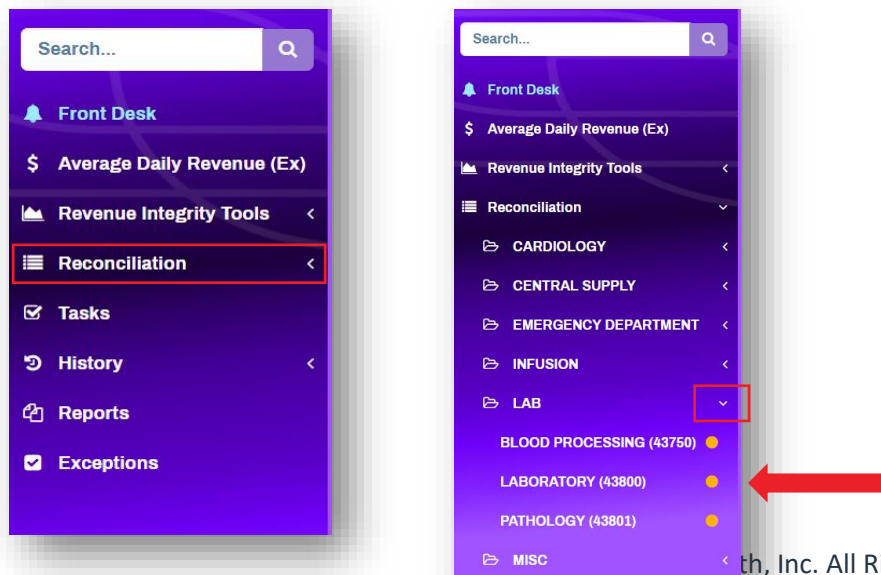 Search...
Front Desk
Average Daily Revenue (Ex)
Revenue Integrity Tools
Reconciliation
Tasks
History
Reports
Exceptions
Search...
Front Desk
Average Daily Revenue (Ex)
Revenue Integrity Tools
Reconciliation
CARDIOLOGY
CENTRAL SUPPLY
EMERGENCY DEPARTMENT
INFUSION
LAB
BLOOD PROCESSING (43750)
LABORATORY (43800)
PATHOLOGY (43801)
MISC
th, Inc. All R